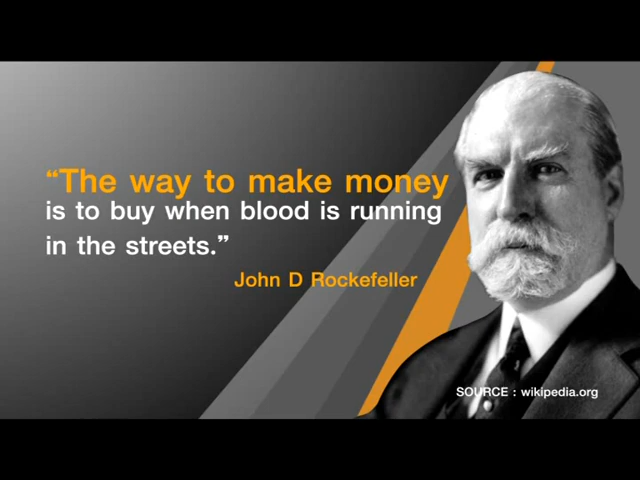 “The way to make money
is to buy when blood is running
in the streets.”
John D Rockefeller
SOURCE : wikipedia.org